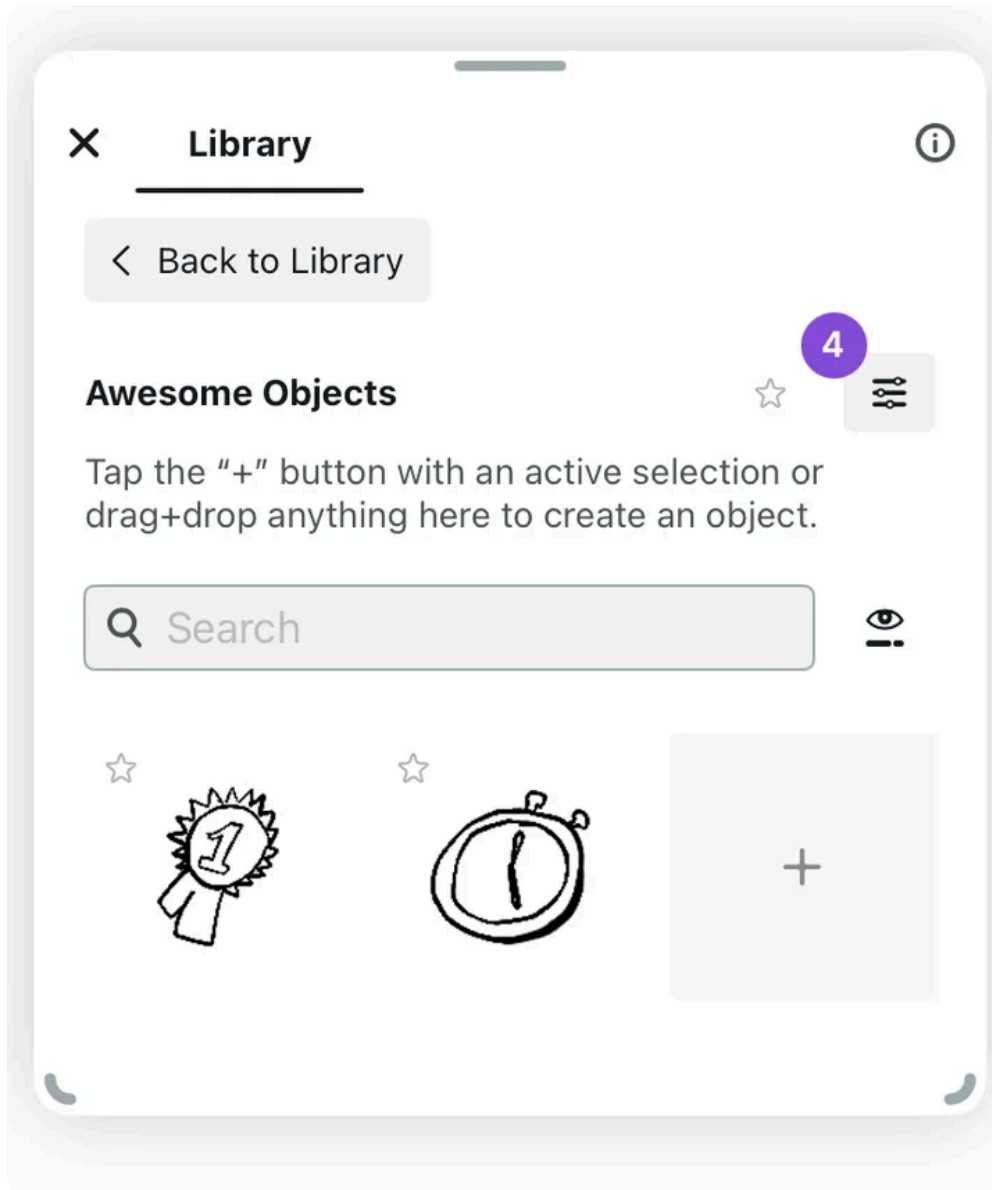 Library
Back to Library
4
Awesome Objects
Tap the “+” button with an active selection or
drag+drop anything here to create an object.
Search
1